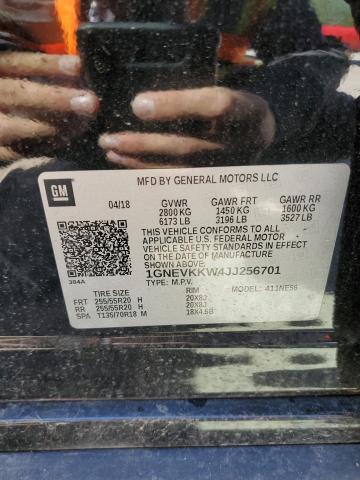 GM
MFD BY GENERAL MOTORS LLC
04/18 GVWR GAWR FRT GAWR RR
2800 KG 1450 KG 1600 KG
6173 LB 3196 LB 3527 LB
THIS VEHICLE CONFORMS TO ALL
APPLICABLE U.S. FEDERAL MOTOR
VEHICLE SAFETY STANDARDS IN EFFECT
ON THE DATE OF MANUFACTURE
SHOWN ABOVE.
384A
1GNEVKKW4JJ256701
TYPE: M.P.V. MODEL: 411NE56
TIRE SIZE RIM
FRT 255/55R20 H 20X8J
RR 255/55R20 H 20X8J
SPA T135/70R18 M 18X4.5B